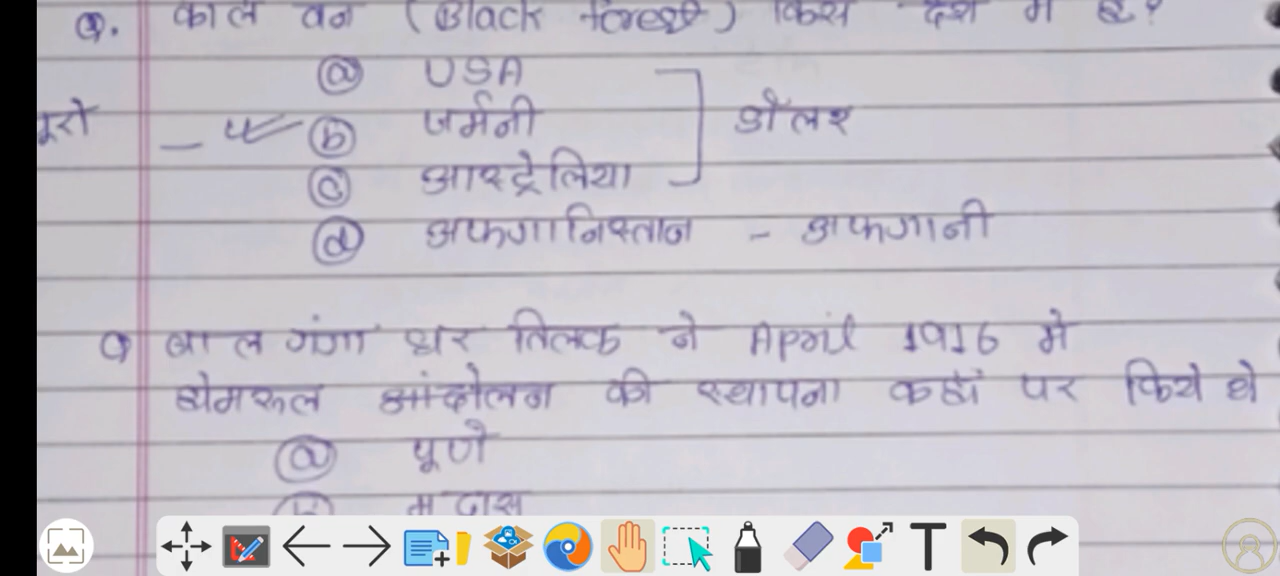 Q. काले वन (Black forest) किस देश में है?
@ USA
यूरो - ⓑ जर्मनी ] डॉलर
ⓒ आस्ट्रेलिया
ⓓ अफगानिस्तान - अफगानी
Q बाल गंगा धर तिलक ने April 1916 मे
होमरूल आंदोलन की स्थापना कहाँ पर किये थे
@ पूणे
ⓑ मद्रास
T